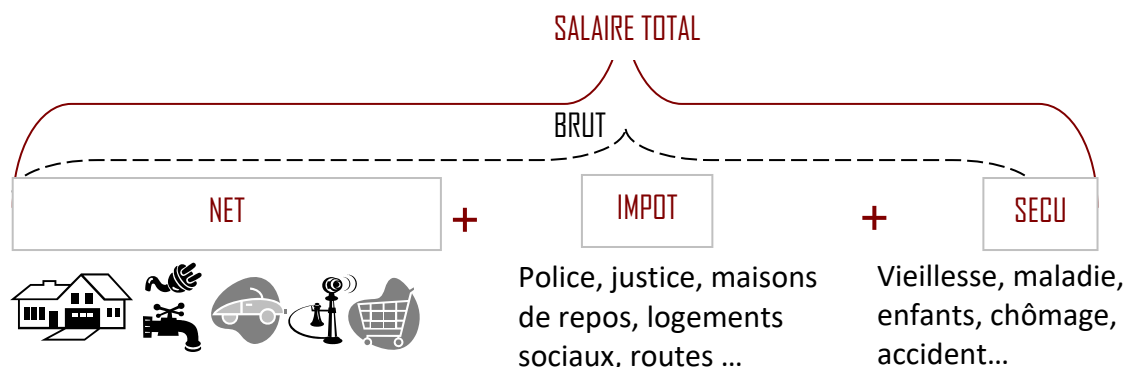 SALAIRE TOTAL
BRUT
NET + IMPOT + SECU
Police, justice, maisons
de repos, logements
sociaux, routes ...
Vieillesse, maladie,
enfants, chômage,
accident...